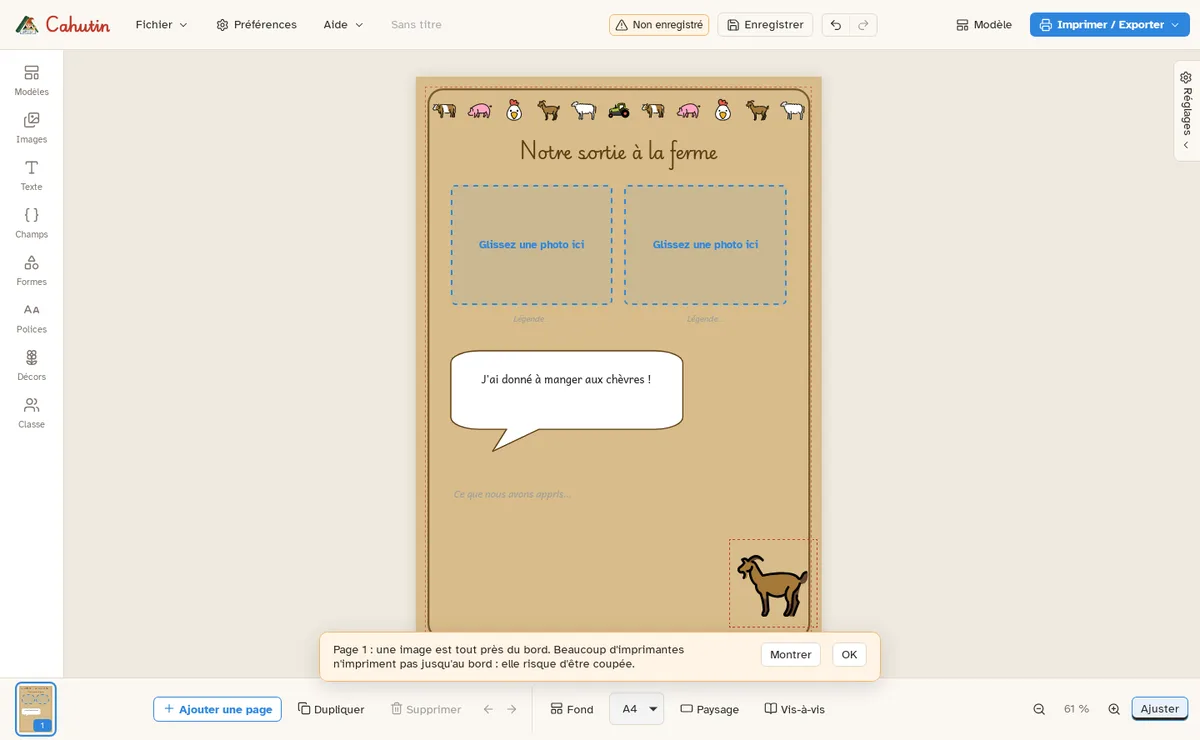 Cahutin
Fichier
Préférences
Aide
Sans titre
Non enregistré
Enregistrer
Modèle
Imprimer / Exporter
Modèles
Images
Texte
Champs
Formes
Aa
Polices
Décors
Classe
Réglages
Notre sortie à la ferme
Glissez une photo ici
Glissez une photo ici
Légende
Légende...
J'ai donné à manger aux chèvres !
Ce que nous avons appris...
Page 1 : une image est tout près du bord. Beaucoup d'imprimantes
n'impriment pas jusqu'au bord : elle risque d'être coupée.
Montrer
OK
1
+ Ajouter une page
Dupliquer
Supprimer
Fond
A4
Paysage
Vis-à-vis
61 %
Ajuster